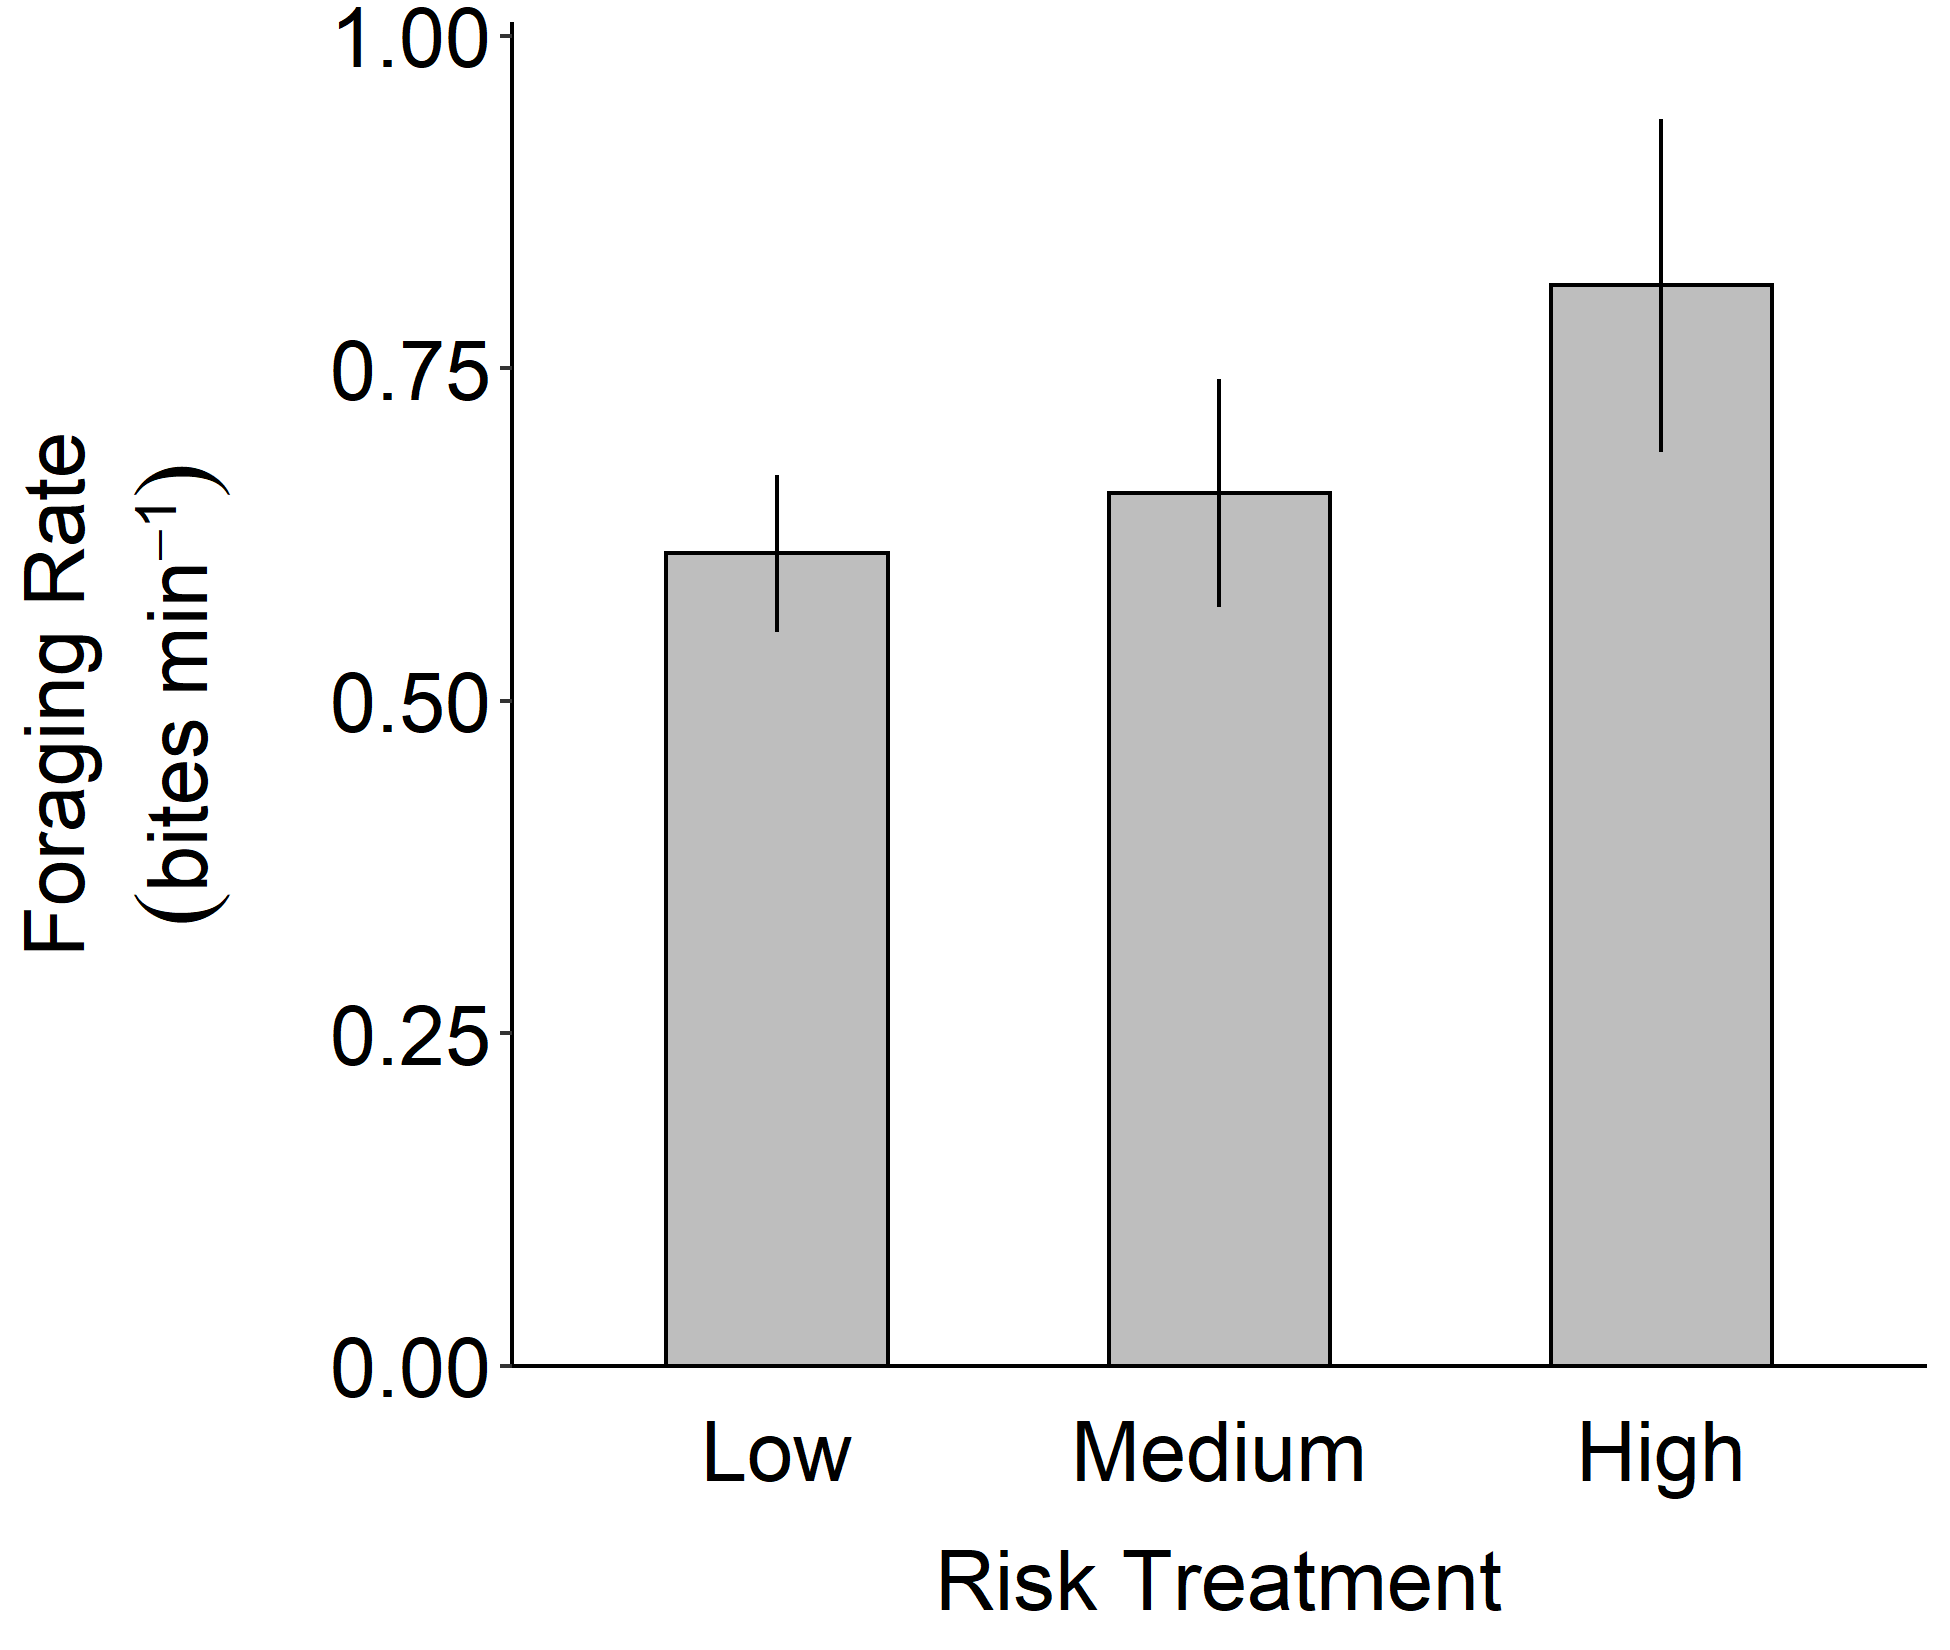 Foraging Rate
(bites min⁻¹)
1.00
0.75
0.50
0.25
0.00
Low Medium High
Risk Treatment